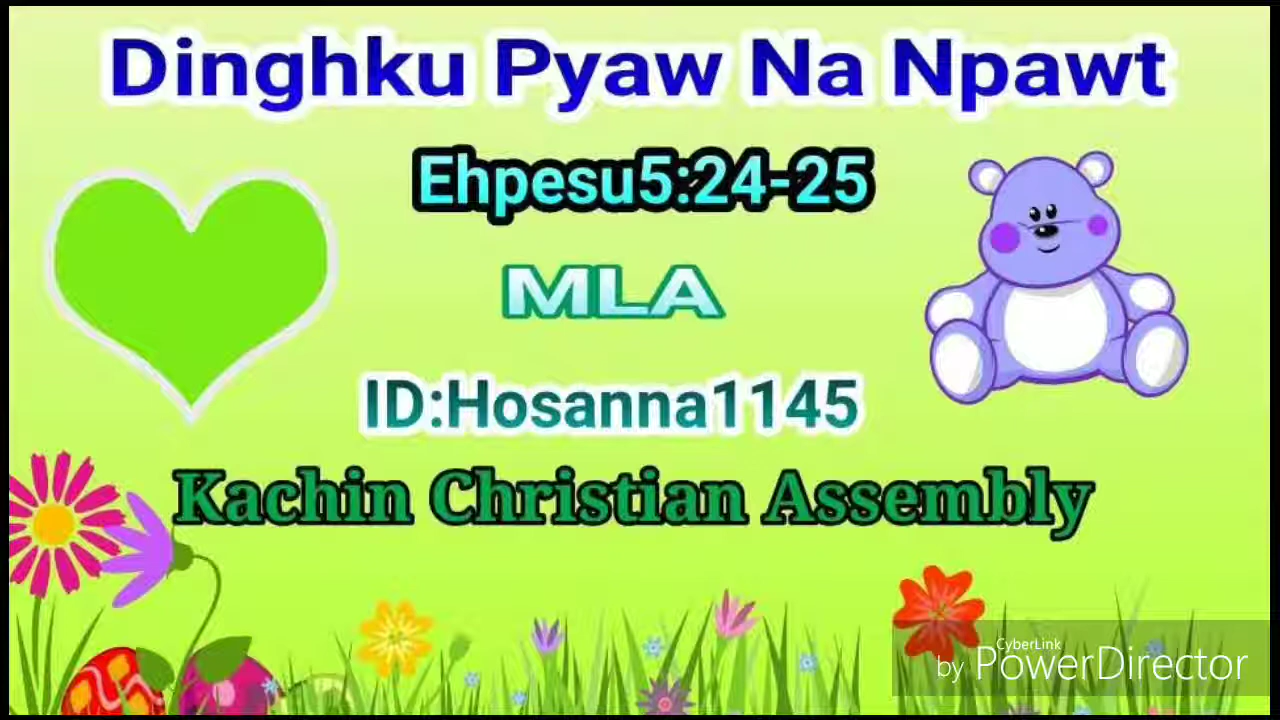 Dinghku Pyaw Na Npawt
Ehpesu5:24-25
MLA
ID:Hosanna1145
Kachin Christian Assembly
CyberLink
by PowerDirector